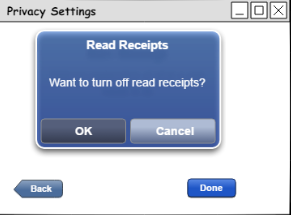 Privacy Settings
Read Receipts
Want to turn off read receipts?
OK Cancel
Back Done